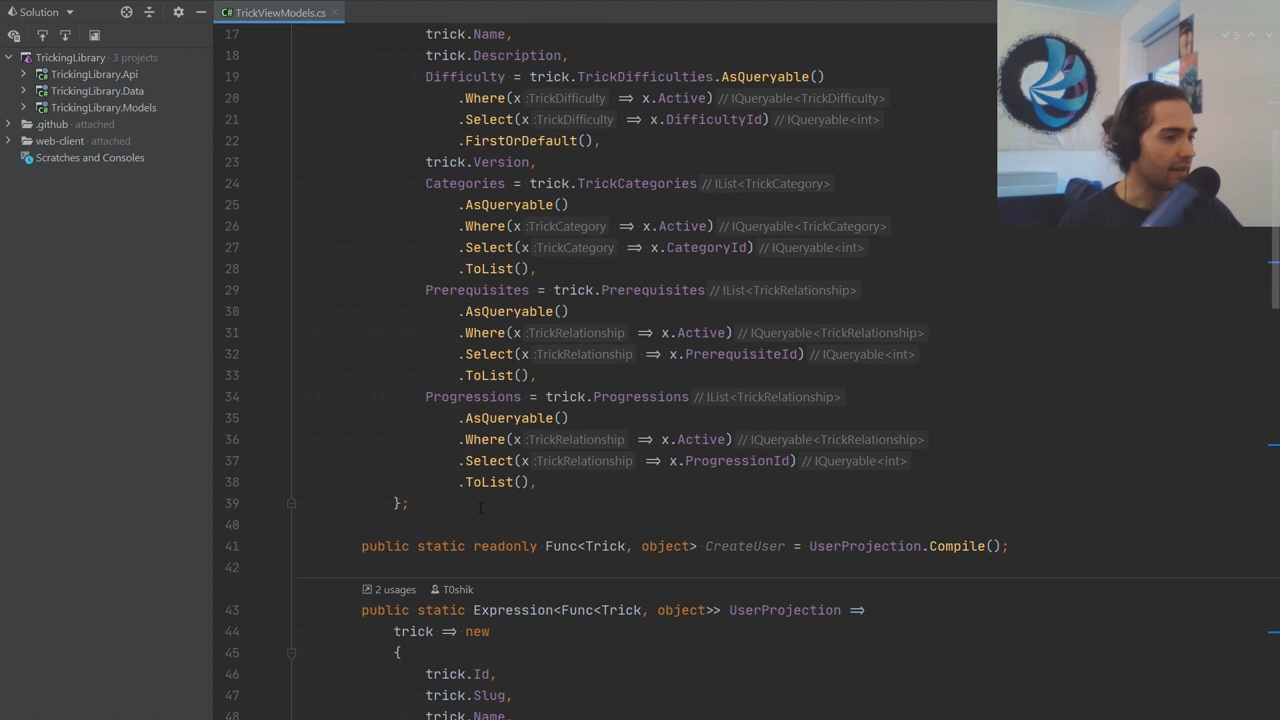 Solution
TrickViewModels.cs
TrickingLibrary 3 projects
TrickingLibrary.Api
TrickingLibrary.Data
TrickingLibrary.Models
.github attached
web-client attached
Scratches and Consoles
17 trick.Name,
18 trick.Description,
19 Difficulty = trick.TrickDifficulties.AsQueryable()
20 .Where(x :TrickDifficulty => x.Active) // IQueryable<TrickDifficulty>
21 .Select(x :TrickDifficulty => x.DifficultyId) // IQueryable<int>
22 .FirstOrDefault(),
23 trick.Version,
24 Categories = trick.TrickCategories // IList<TrickCategory>
25 .AsQueryable()
26 .Where(x :TrickCategory => x.Active) // IQueryable<TrickCategory>
27 .Select(x :TrickCategory => x.CategoryId) // IQueryable<int>
28 .ToList(),
29 Prerequisites = trick.Prerequisites // IList<TrickRelationship>
30 .AsQueryable()
31 .Where(x :TrickRelationship => x.Active) // IQueryable<TrickRelationship>
32 .Select(x :TrickRelationship => x.PrerequisiteId) // IQueryable<int>
33 .ToList(),
34 Progressions = trick.Progressions // IList<TrickRelationship>
35 .AsQueryable()
36 .Where(x :TrickRelationship => x.Active) // IQueryable<TrickRelationship>
37 .Select(x :TrickRelationship => x.ProgressionId) // IQueryable<int>
38 .ToList(),
39 };
40
41 public static readonly Func<Trick, object> CreateUser = UserProjection.Compile();
42
2 usages T0shik
43 public static Expression<Func<Trick, object>> UserProjection =>
44 trick => new
45 {
46 trick.Id,
47 trick.Slug,
48 trick.Name,
5